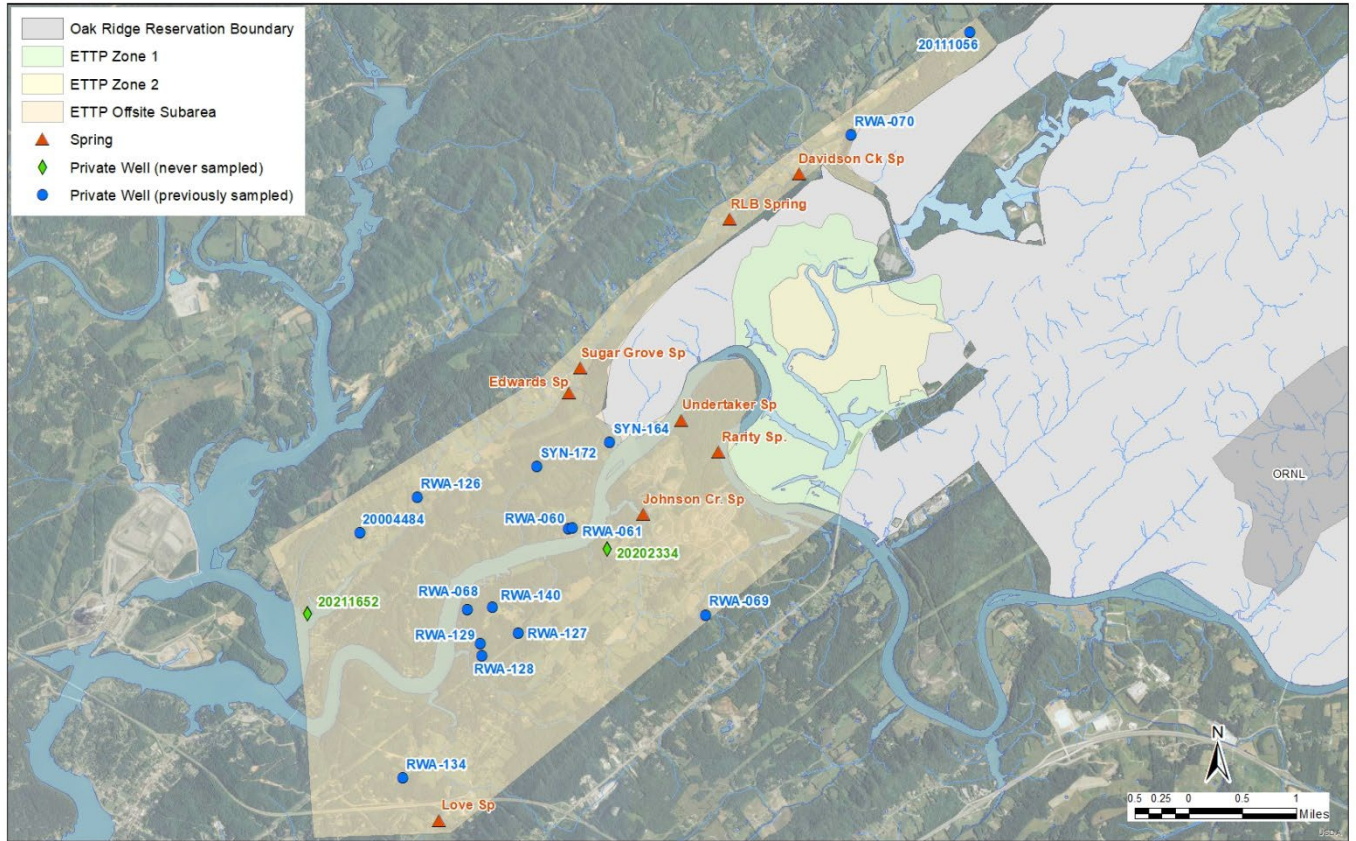 Oak Ridge Reservation Boundary
ETTP Zone 1
ETTP Zone 2
ETTP Offsite Subarea
Spring
Private Well (never sampled)
Private Well (previously sampled)
20111056
RWA-070
Davidson Ck Sp
RLB Spring
Sugar Grove Sp
Edwards Sp
Undertaker Sp
SYN-164
Rarity Sp.
SYN-172
ORNL
RWA-126
Johnson Cr. Sp
20004484
RWA-060
RWA-061
20202334
20211652
RWA-068
RWA-140
RWA-069
RWA-127
RWA-129
RWA-128
N
RWA-134
0.5 0.25 0 0.5 1
Miles
Love Sp